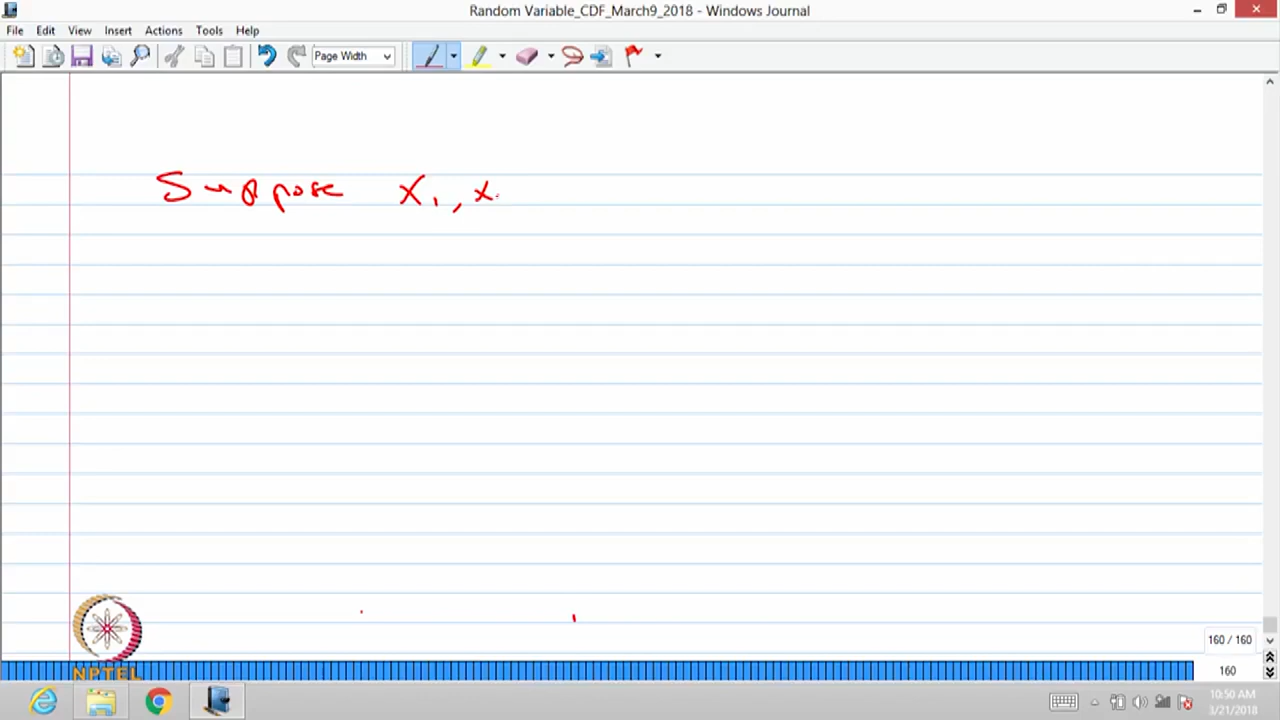 Random Variable_CDF_March9_2018 - Windows Journal
File Edit View Insert Actions Tools Help
Page Width
Suppose X₁, X
160 / 160
160
NPTEL
10:50 AM
3/21/2018